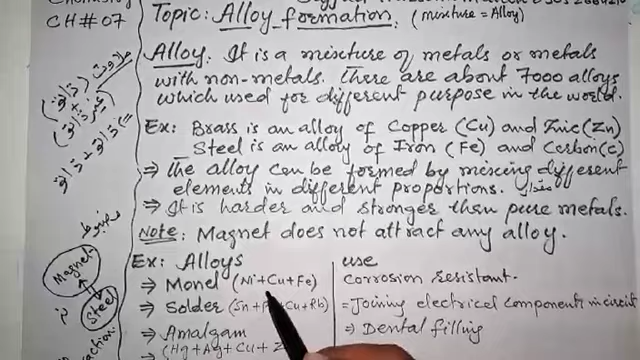 CH#07
Topic: Alloy formation. (mixture = Alloy)
Alloy. It is a mixture of metals or metals
with non-metals. There are about 7000 alloys
which used for different purpose in the world.
Ex: Brass is an alloy of Copper (Cu) and Zinc (Zn)
Steel is an alloy of Iron (Fe) and Carbon (C)
⇒ The alloy can be formed by mixing different
elements in different proportions. مقدار
⇒ It is harder and stronger than pure metals.
Note: Magnet does not attract any alloy.
Ex: Alloys
⇒ Monel (Ni+Cu+Fe)
⇒ Solder (Sn+
⇒ Amalgam
(Hg+Ag+Cu+
use
Corrosion resistant.
=Joining electrical components in circuit
⇒ Dental filling
Magnet
Steel